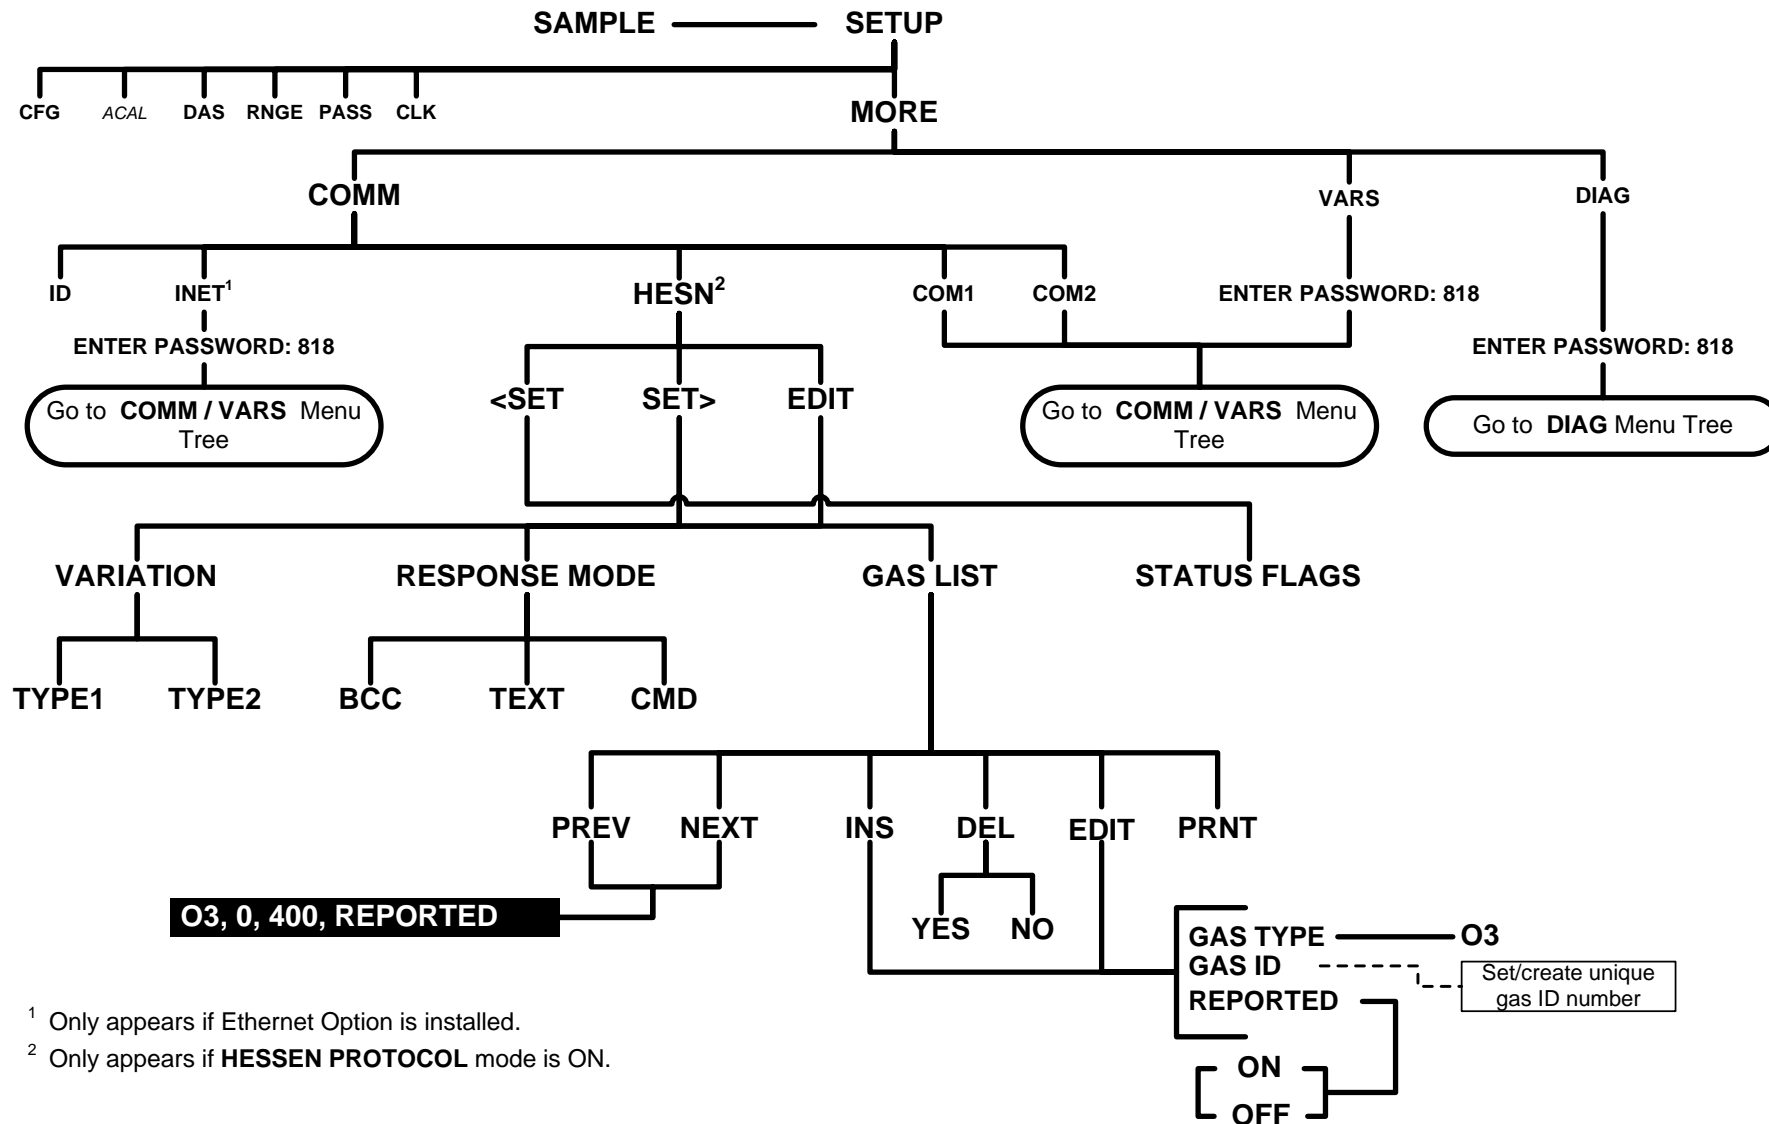 SAMPLE SETUP
CFG ACAL DAS RNGE PASS CLK
MORE
COMM VARS DIAG
ID INET1 HESN2 COM1 COM2 ENTER PASSWORD: 818
ENTER PASSWORD: 818 ENTER PASSWORD: 818
<SET SET> EDIT
Go to COMM / VARS Menu
Tree
Go to COMM / VARS Menu
Tree
Go to DIAG Menu Tree
VARIATION RESPONSE MODE GAS LIST STATUS FLAGS
TYPE1 TYPE2 BCC TEXT CMD
PREV NEXT INS DEL EDIT PRNT
O3, 0, 400, REPORTED
YES NO
GAS TYPE O3
GAS ID
Set/create unique
gas ID number
REPORTED
ON
OFF
1 Only appears if Ethernet Option is installed.
2 Only appears if HESSEN PROTOCOL mode is ON.